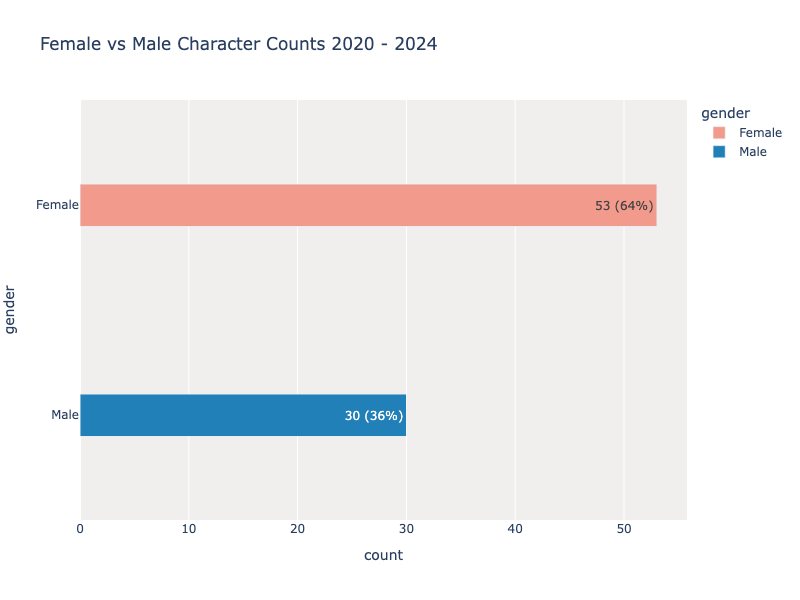 Female vs Male Character Counts 2020 - 2024
gender
Female
Male
Female
53 (64%)
gender
Male
30 (36%)
0 10 20 30 40 50
count